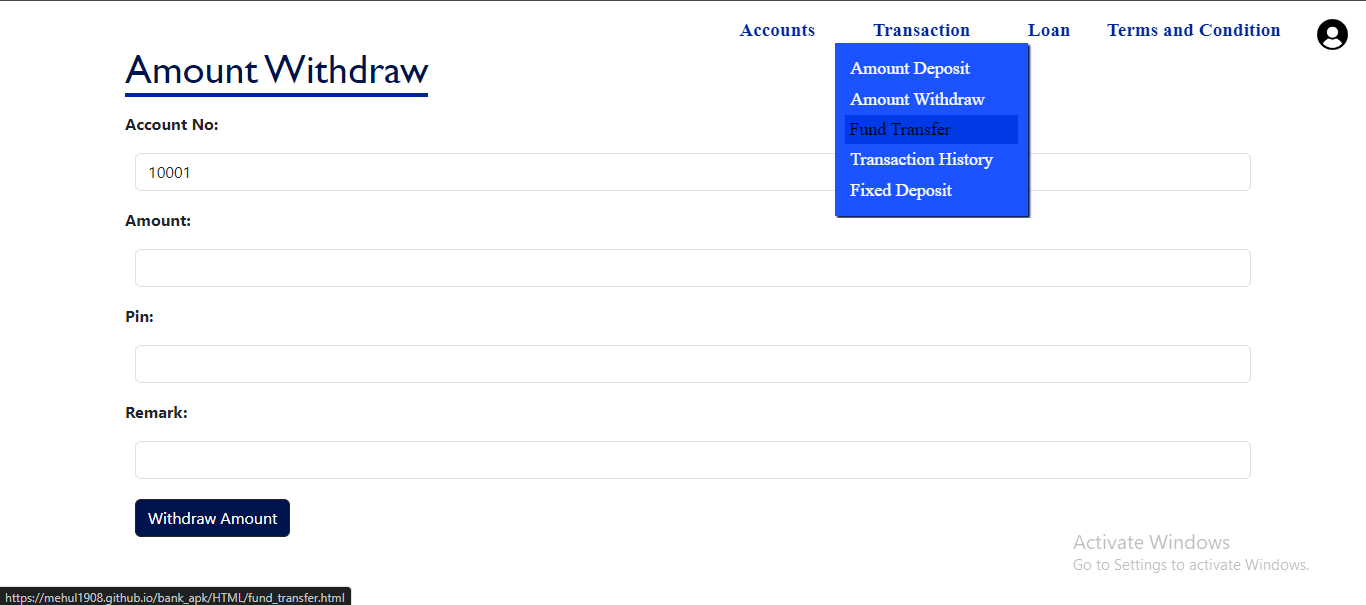 Accounts Transaction Loan Terms and Condition
Amount Withdraw
Amount Deposit
Amount Withdraw
Fund Transfer
Transaction History
Fixed Deposit
Account No:
10001
Amount:
Pin:
Remark:
Withdraw Amount
Activate Windows
Go to Settings to activate Windows.
https://mehul1908.github.io/bank_apk/HTML/fund_transfer.html